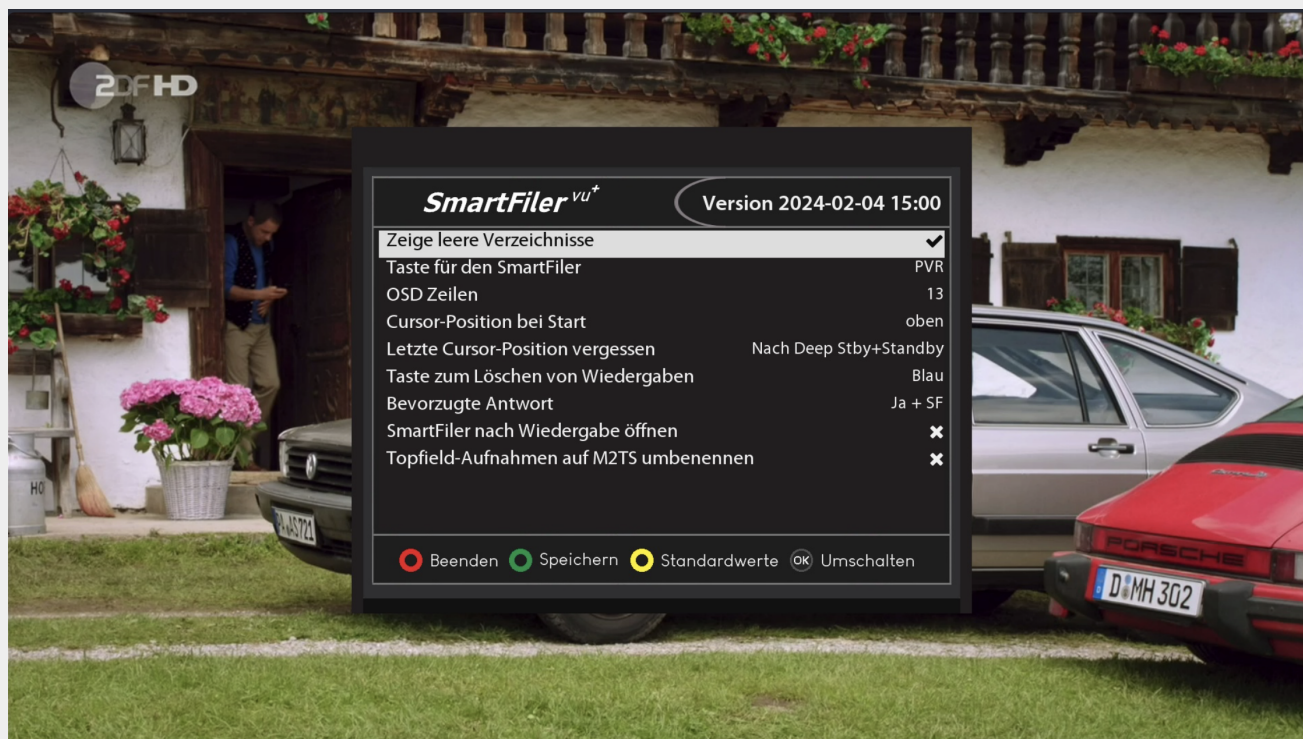 ZDF HD
SmartFiler vu+
Version 2024-02-04 15:00
Zeige leere Verzeichnisse ✔
Taste für den SmartFiler PVR
OSD Zeilen 13
Cursor-Position bei Start oben
Letzte Cursor-Position vergessen Nach Deep Stby+Standby
Taste zum Löschen von Wiedergaben Blau
Bevorzugte Antwort Ja + SF
SmartFiler nach Wiedergabe öffnen ✖
Topfield-Aufnahmen auf M2TS umbenennen ✖
Beenden Speichern Standardwerte OK Umschalten
HO
AS721
PORSCHE
D MH 302